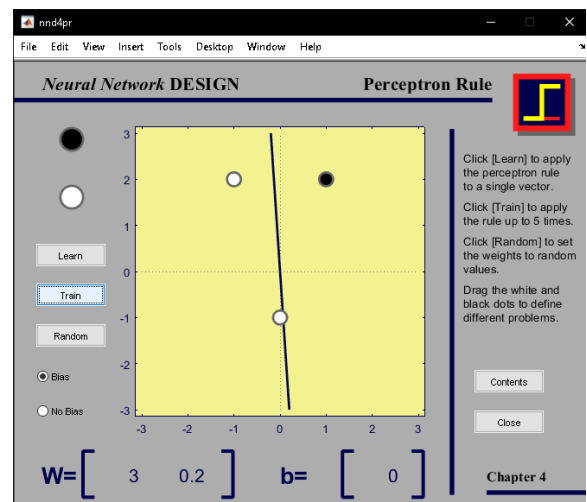 nnd4pr
File Edit View Insert Tools Desktop Window Help
Neural Network DESIGN
Perceptron Rule
Click [Learn] to apply
the perceptron rule
to a single vector.
Click [Train] to apply
the rule up to 5 times.
Click [Random] to set
the weights to random
values.
Drag the white and
black dots to define
different problems.
Learn
Train
Random
Bias
No Bias
3
2
1
0
-1
-2
-3
-3 -2 -1 0 1 2 3
Contents
Close
W= [ 3 0.2 ] b= [ 0 ]
Chapter 4